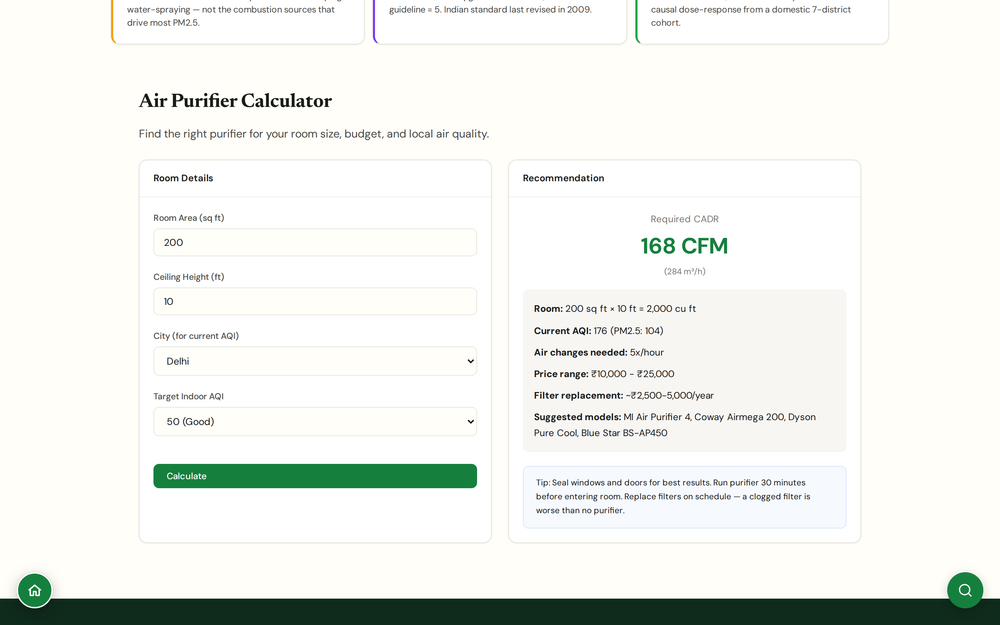 water-spraying — not the combustion sources that
drive most PM2.5.
guideline = 5. Indian standard last revised in 2009.
causal dose-response from a domestic 7-district
cohort.
Air Purifier Calculator
Find the right purifier for your room size, budget, and local air quality.
Room Details
Room Area (sq ft)
200
Ceiling Height (ft)
10
City (for current AQI)
Delhi
Target Indoor AQI
50 (Good)
Calculate
Recommendation
Required CADR
168 CFM
(284 m³/h)
Room: 200 sq ft × 10 ft = 2,000 cu ft
Current AQI: 176 (PM2.5: 104)
Air changes needed: 5x/hour
Price range: ₹10,000 - ₹25,000
Filter replacement: ~₹2,500-5,000/year
Suggested models: MI Air Purifier 4, Coway Airmega 200, Dyson
Pure Cool, Blue Star BS-AP450
Tip: Seal windows and doors for best results. Run purifier 30 minutes
before entering room. Replace filters on schedule — a clogged filter is
worse than no purifier.